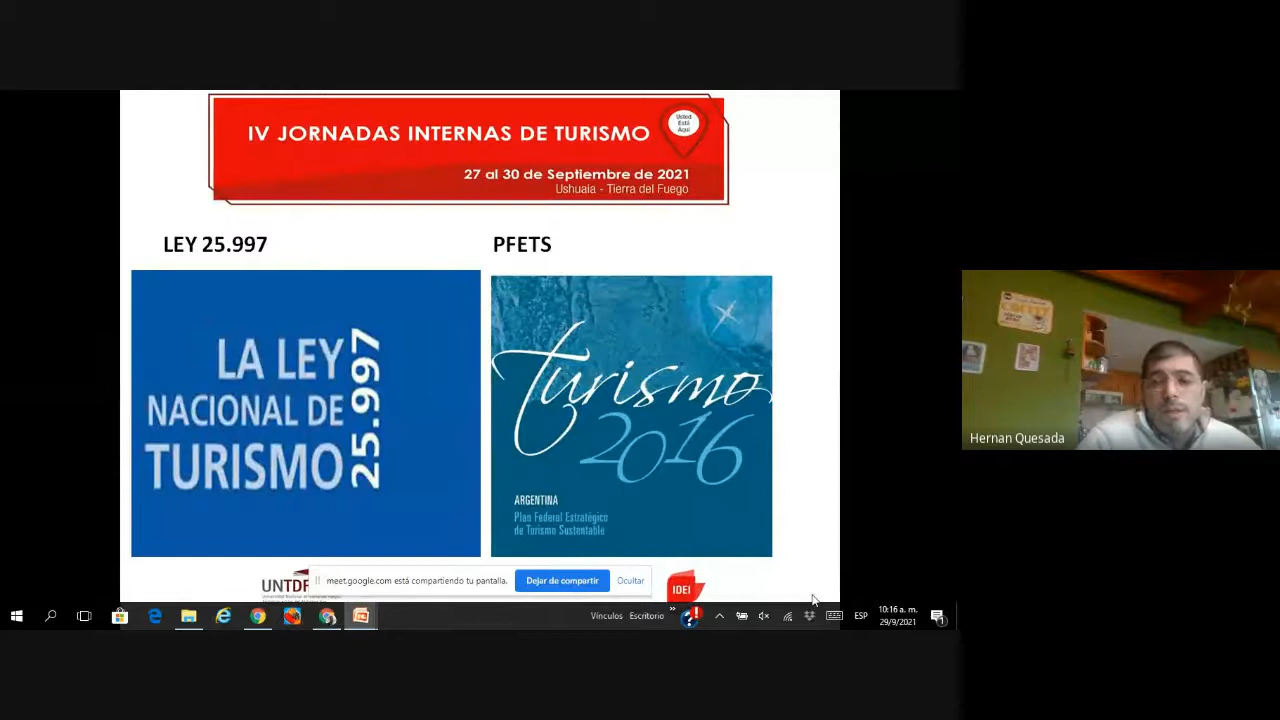 IV JORNADAS INTERNAS DE TURISMO
Usted
Está
Aquí
27 al 30 de Septiembre de 2021
Ushuaia - Tierra del Fuego
LEY 25.997
PFETS
LA LEY
NACIONAL DE
TURISMO
25.997
Turismo
2016
ARGENTINA
Plan Federal Estratégico
de Turismo Sustentable
Hernan Quesada
UNTDF
meet.google.com está compartiendo tu pantalla.
Dejar de compartir
Ocultar
IDEI
Vínculos
Escritorio
ESP
10:16 a. m.
29/9/2021